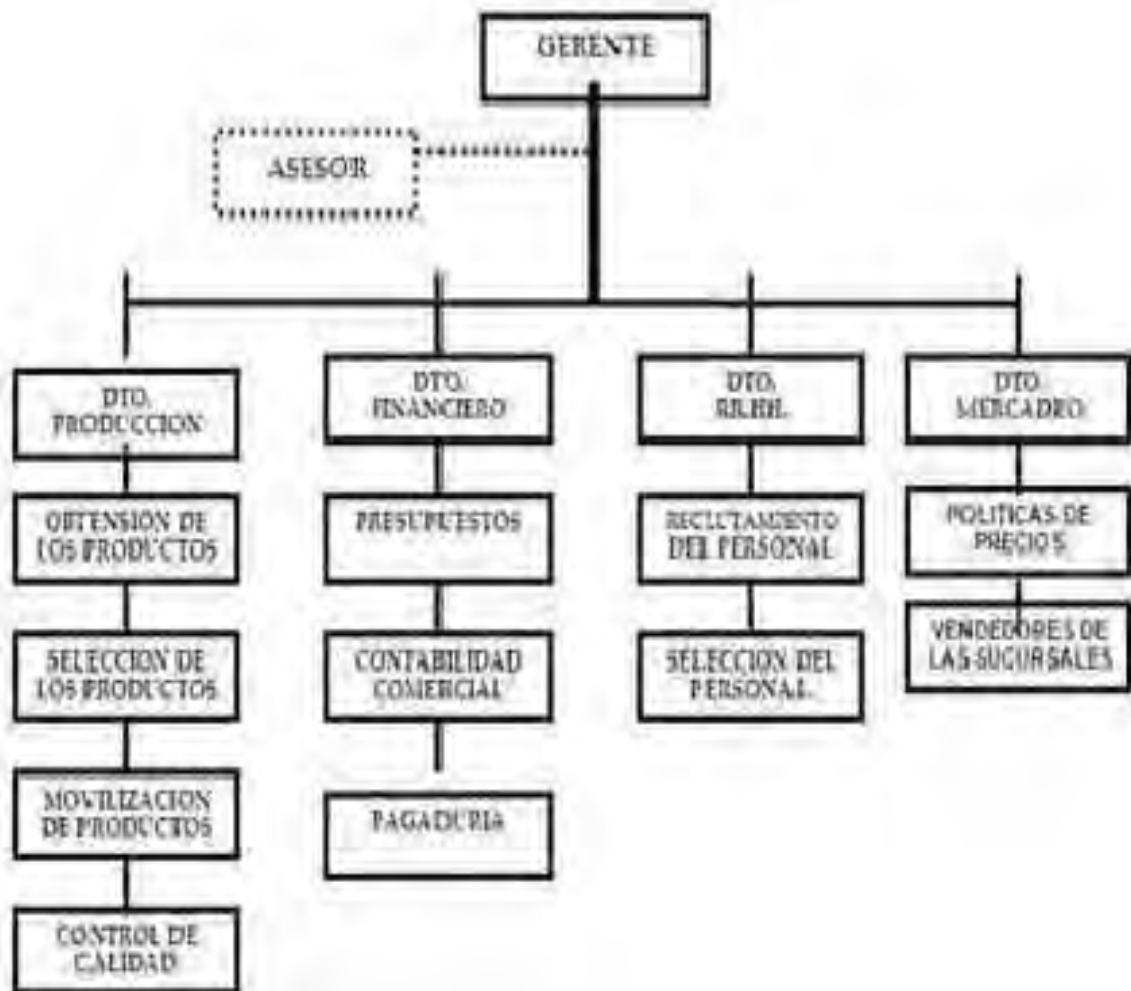 GERENTE
ASESOR
DTO.
PRODUCCION
DTO.
FINANCIERO
DTO.
RR.HH.
DTO.
MERCADRO
OBTENSION DE
LOS PRODUCTOS
PRESUPUESTOS
RECLUTAMIENTO
DEL PERSONAL
POLITICAS DE
PRECIOS
SELECCION DE
LOS PRODUCTOS
CONTABILIDAD
COMERCIAL
SELECCION DEL
PERSONAL
VENDEDORES DE
LAS SUCURSALES
MOVILIZACION
DE PRODUCTOS
PAGADURIA
CONTROL DE
CALIDAD